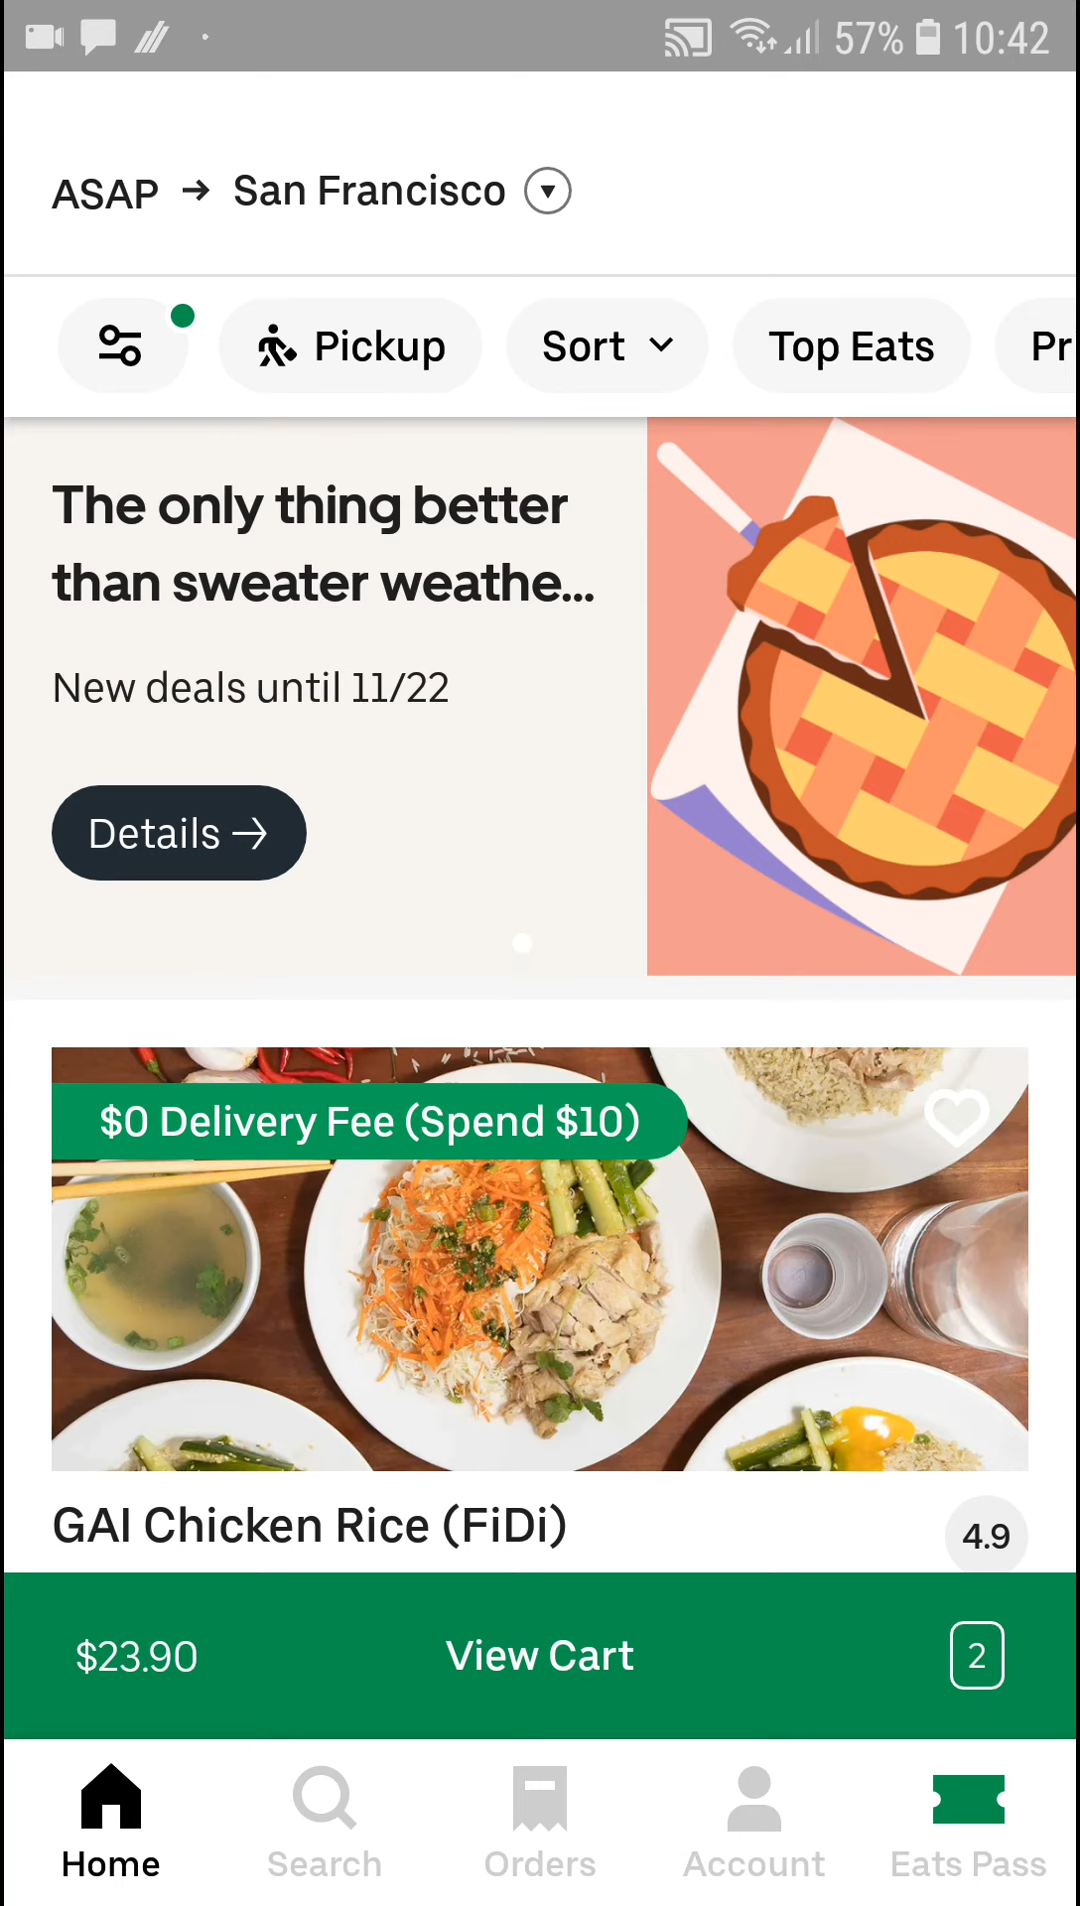 57% 10:42
ASAP → San Francisco
Pickup
Sort
Top Eats
Pr
The only thing better
than sweater weathe...
New deals until 11/22
Details →
$0 Delivery Fee (Spend $10)
GAI Chicken Rice (FiDi)
4.9
$23.90
View Cart
2
Home
Search
Orders
Account
Eats Pass